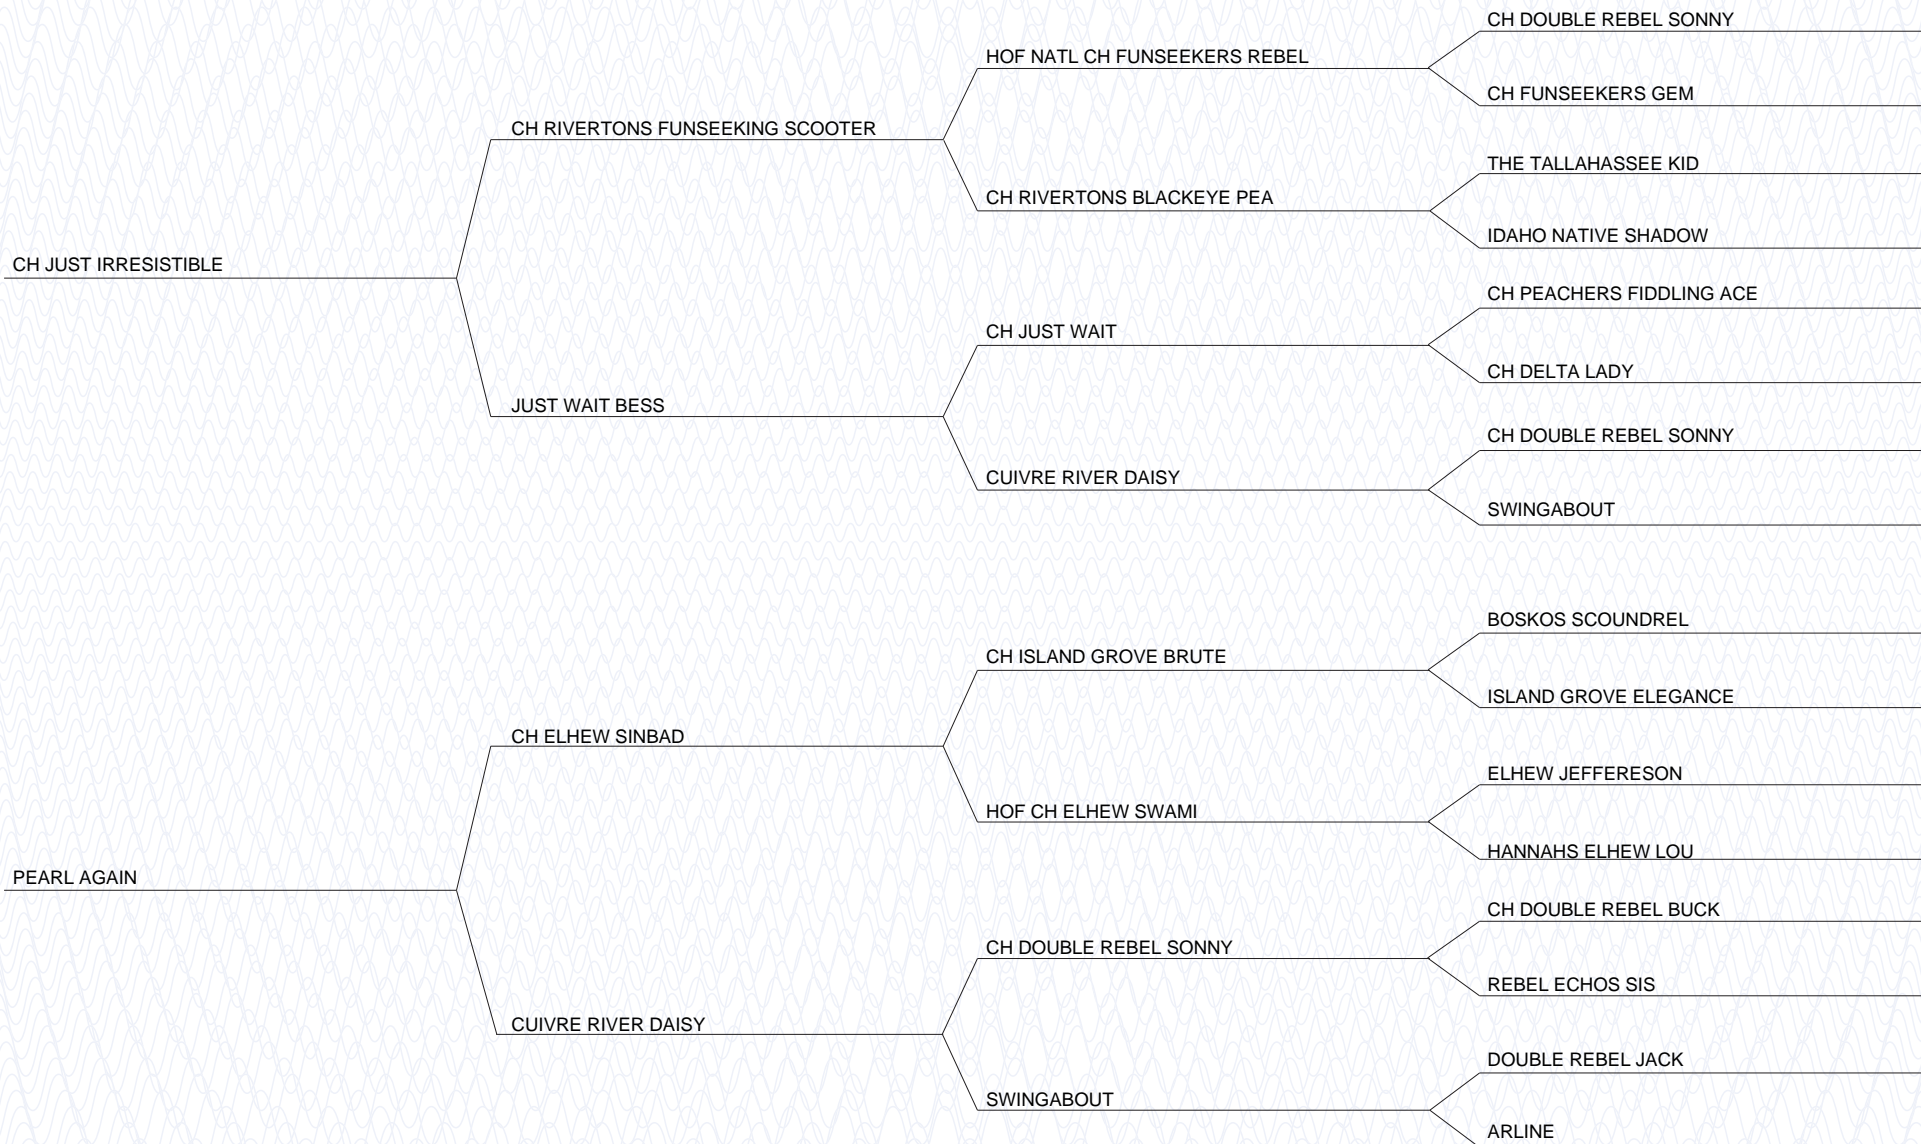 CH DOUBLE REBEL SONNY
HOF NATL CH FUNSEEKERS REBEL
CH FUNSEEKERS GEM
CH RIVERTONS FUNSEEKING SCOOTER
THE TALLAHASSEE KID
CH RIVERTONS BLACKEYE PEA
IDAHO NATIVE SHADOW
CH JUST IRRESISTIBLE
CH PEACHERS FIDDLING ACE
CH JUST WAIT
CH DELTA LADY
JUST WAIT BESS
CH DOUBLE REBEL SONNY
CUIVRE RIVER DAISY
SWINGABOUT
BOSKOS SCOUNDREL
CH ISLAND GROVE BRUTE
ISLAND GROVE ELEGANCE
CH ELHEW SINBAD
ELHEW JEFFERESON
HOF CH ELHEW SWAMI
HANNAHS ELHEW LOU
PEARL AGAIN
CH DOUBLE REBEL BUCK
CH DOUBLE REBEL SONNY
REBEL ECHOS SIS
CUIVRE RIVER DAISY
DOUBLE REBEL JACK
SWINGABOUT
ARLINE